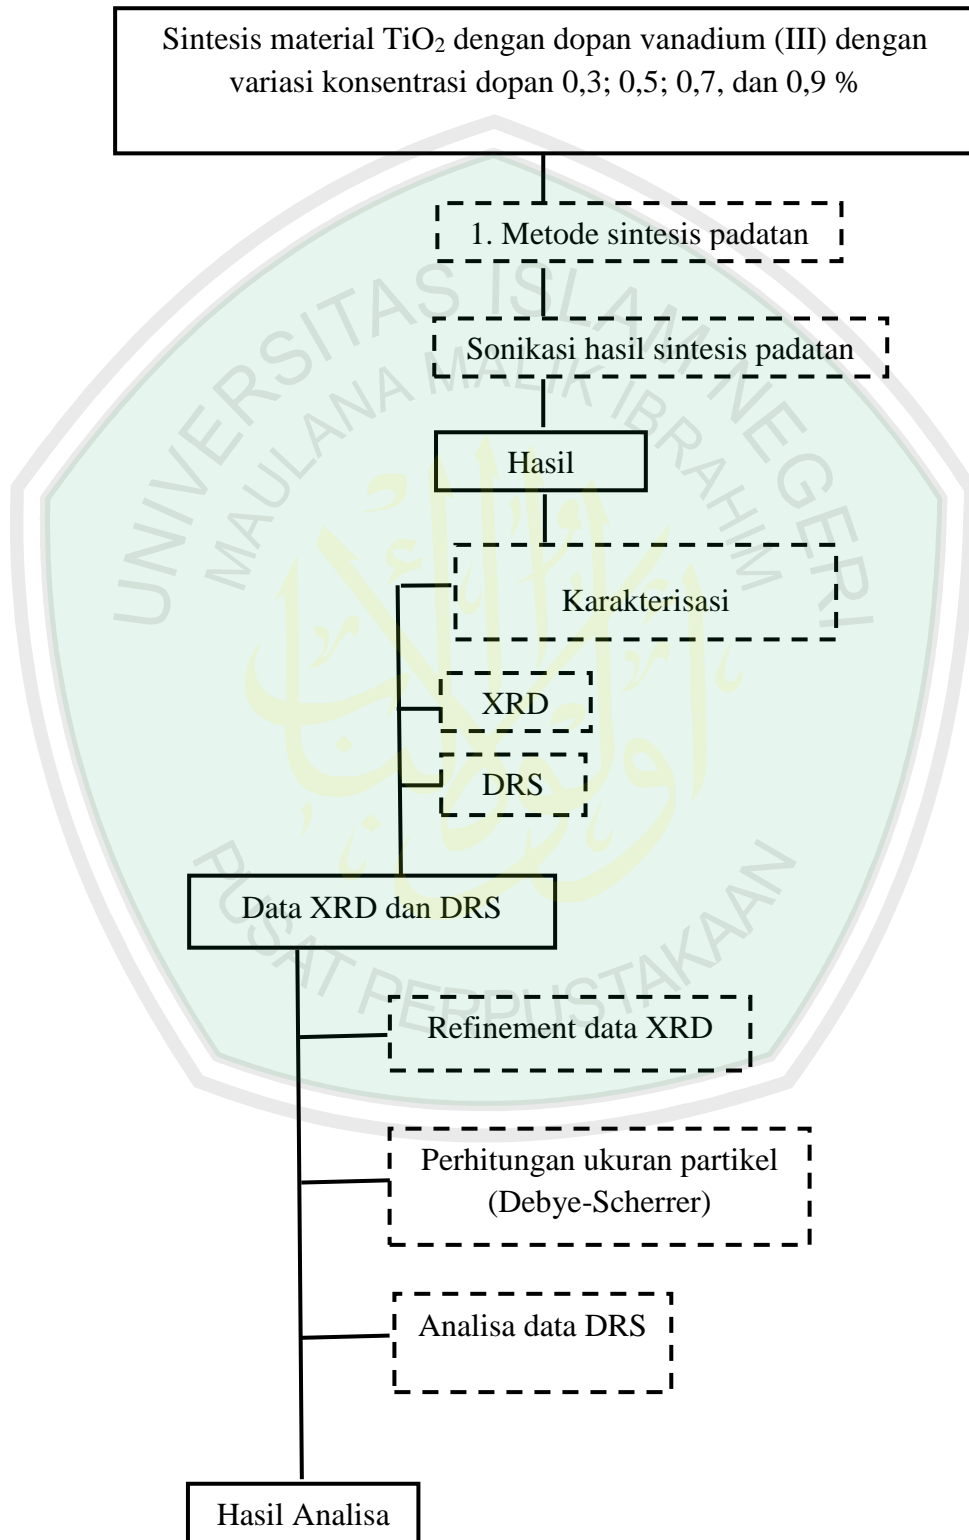 Sintesis material TiO₂ dengan dopan vanadium (III) dengan
variasi konsentrasi dopan 0,3; 0,5; 0,7, dan 0,9 %
1. Metode sintesis padatan
Sonikasi hasil sintesis padatan
Hasil
Karakterisasi
XRD
DRS
Data XRD dan DRS
Refinement data XRD
Perhitungan ukuran partikel
(Debye-Scherrer)
Analisa data DRS
Hasil Analisa
UNIVERSITAS ISLAM NEGERI
MAULANA MALIK IBRAHIM
PUSAT PERPUSTAKAAN